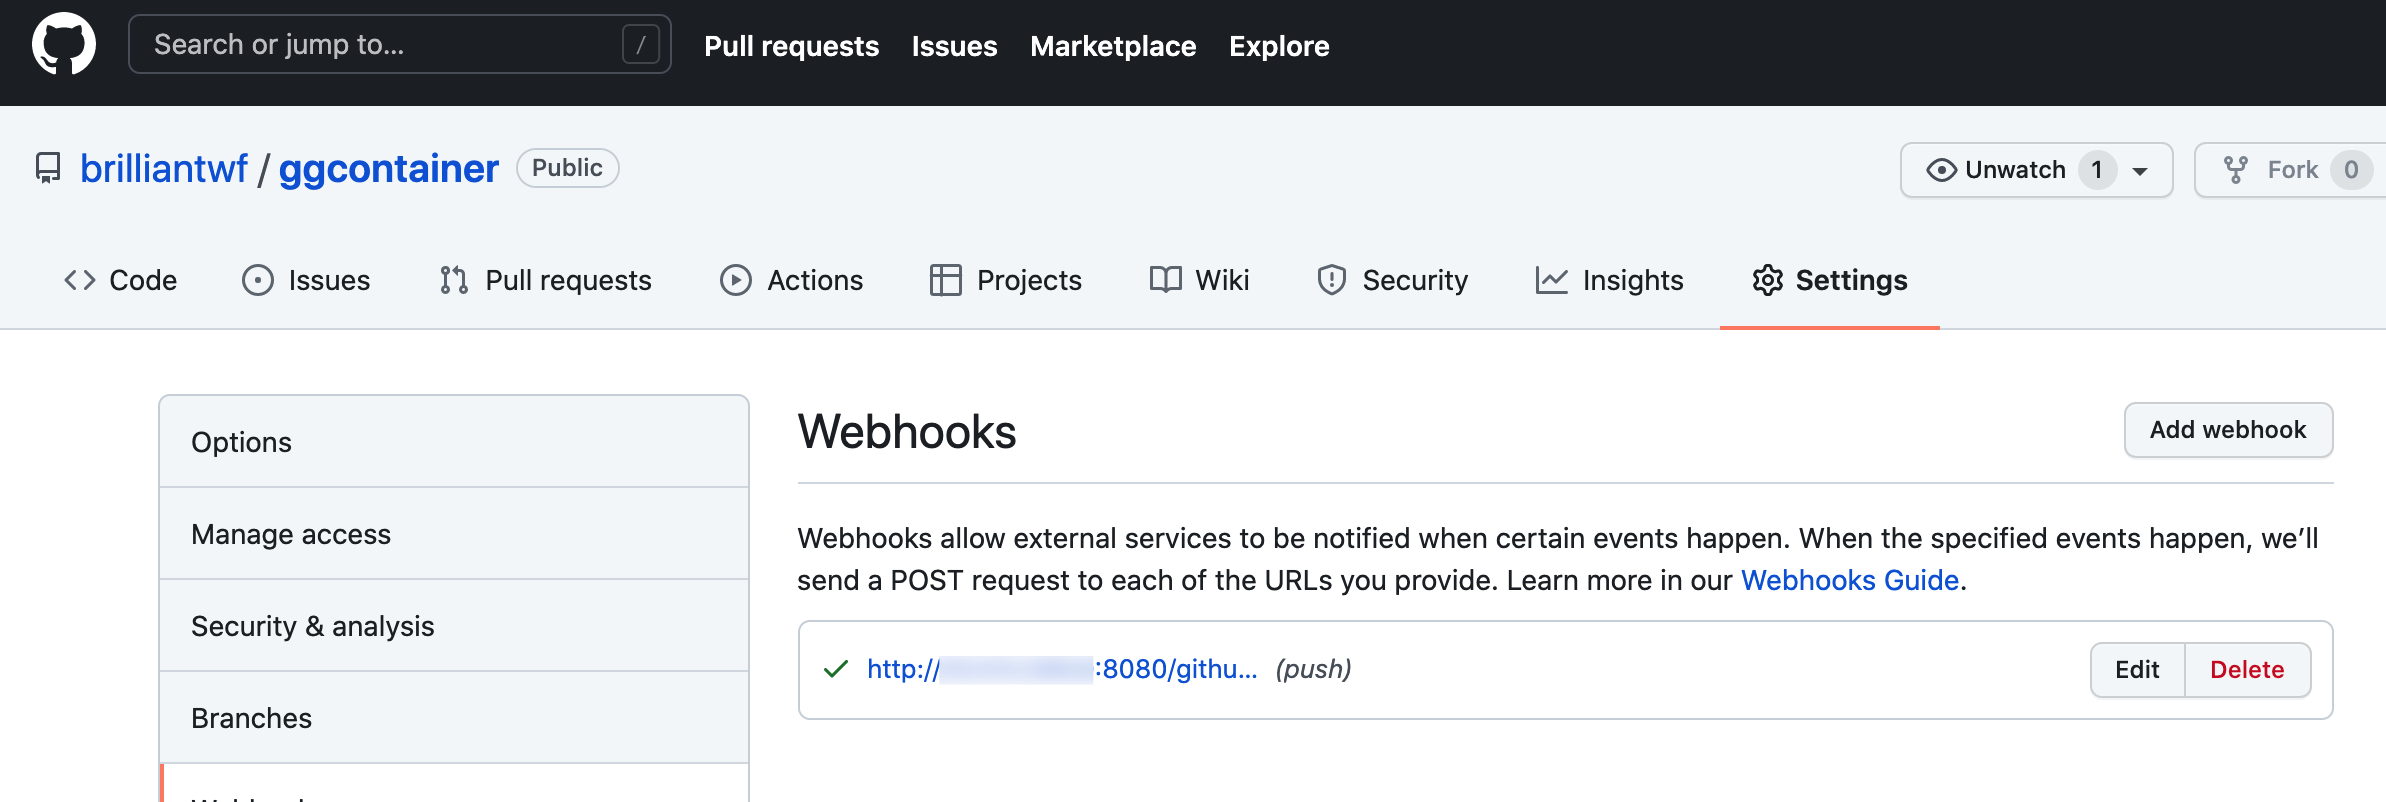 Search or jump to... / Pull requests Issues Marketplace Explore
brilliantwf / ggcontainer Public Unwatch 1 Fork 0
Code Issues Pull requests Actions Projects Wiki Security Insights Settings
Options
Manage access
Security & analysis
Branches
Webhooks
Add webhook
Webhooks allow external services to be notified when certain events happen. When the specified events happen, we’ll
send a POST request to each of the URLs you provide. Learn more in our Webhooks Guide.
http:// :8080/githu... (push) Edit Delete